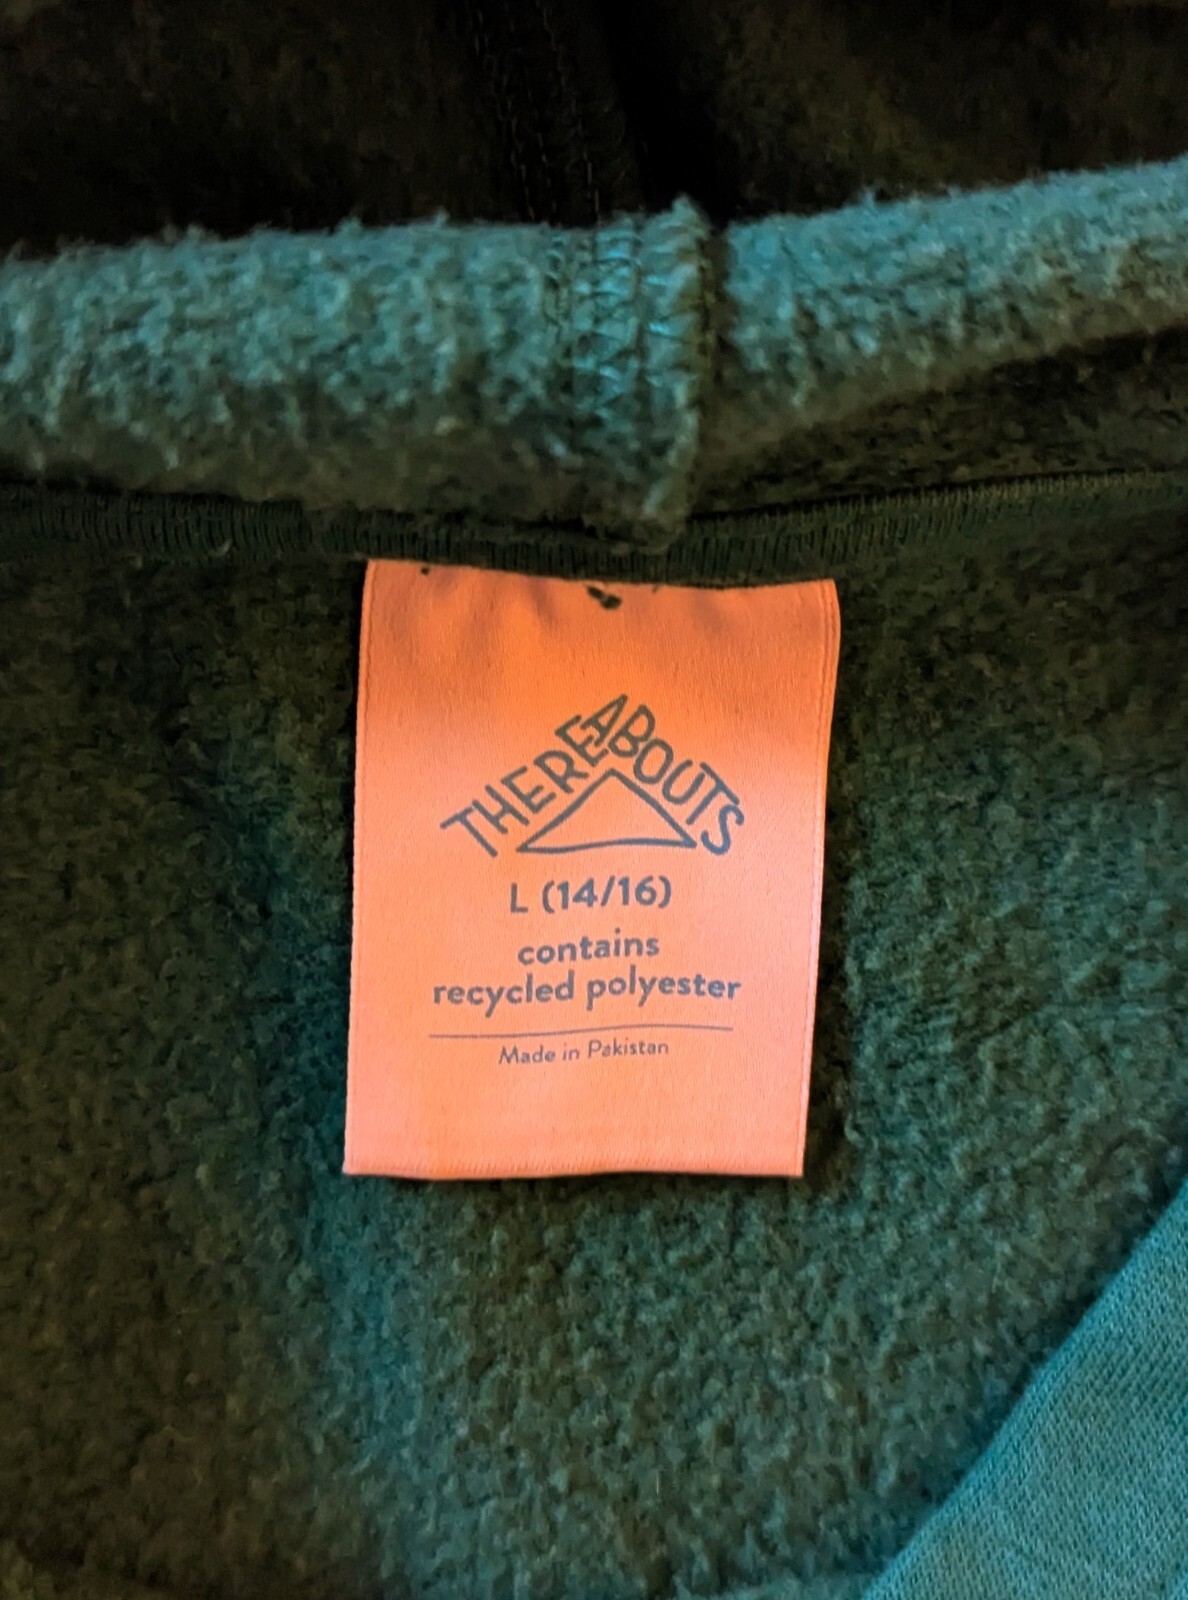 THEREABOUTS
L (14/16)
contains
recycled polyester
Made in Pakistan